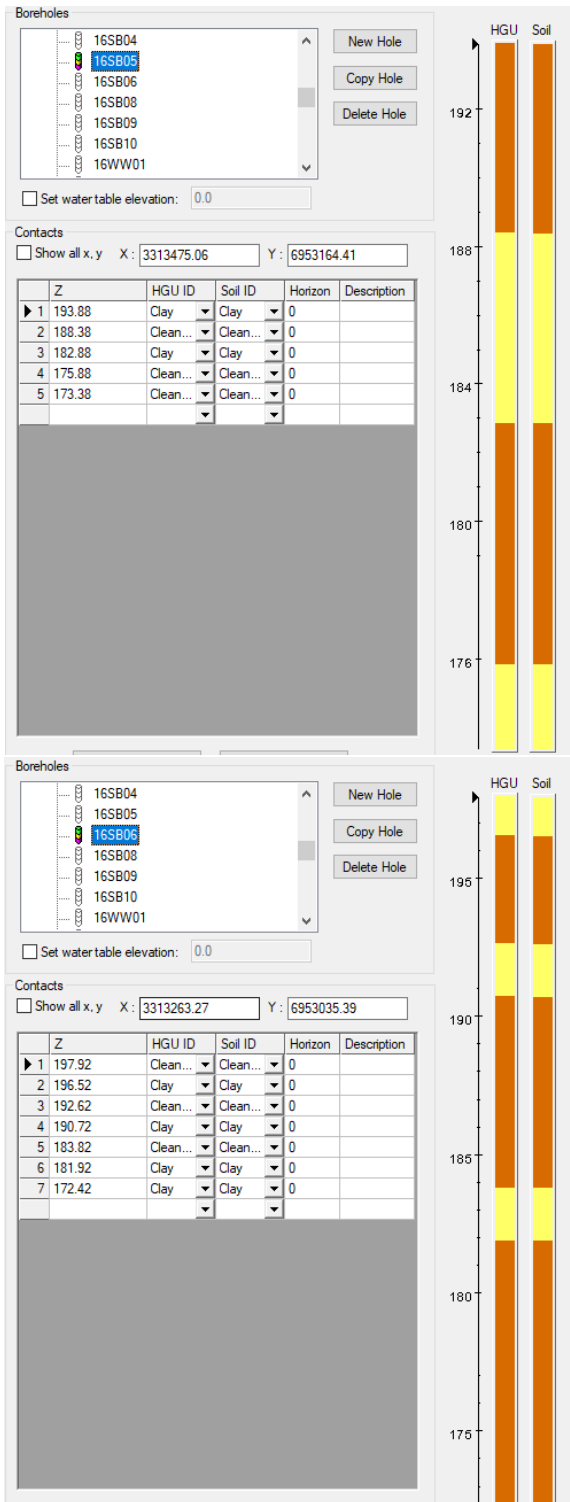 Boreholes
16SB04
16SB05
16SB06
16SB08
16SB09
16SB10
16WW01
New Hole
Copy Hole
Delete Hole
Set water table elevation: 0.0
Contacts
Show all x, y X : 3313475.06 Y : 6953164.41
Z HGU ID Soil ID Horizon Description
1 193.88 Clay Clay 0
2 188.38 Clean... Clean... 0
3 182.88 Clay Clay 0
4 175.88 Clean... Clean... 0
5 173.38 Clean... Clean... 0
HGU Soil
192
188
184
180
176
Boreholes
16SB04
16SB05
16SB06
16SB08
16SB09
16SB10
16WW01
New Hole
Copy Hole
Delete Hole
Set water table elevation: 0.0
Contacts
Show all x, y X : 3313263.27 Y : 6953035.39
Z HGU ID Soil ID Horizon Description
1 197.92 Clean... Clean... 0
2 196.52 Clay Clay 0
3 192.62 Clean... Clean... 0
4 190.72 Clay Clay 0
5 183.82 Clean... Clean... 0
6 181.92 Clay Clay 0
7 172.42 Clay Clay 0
HGU Soil
195
190
185
180
175